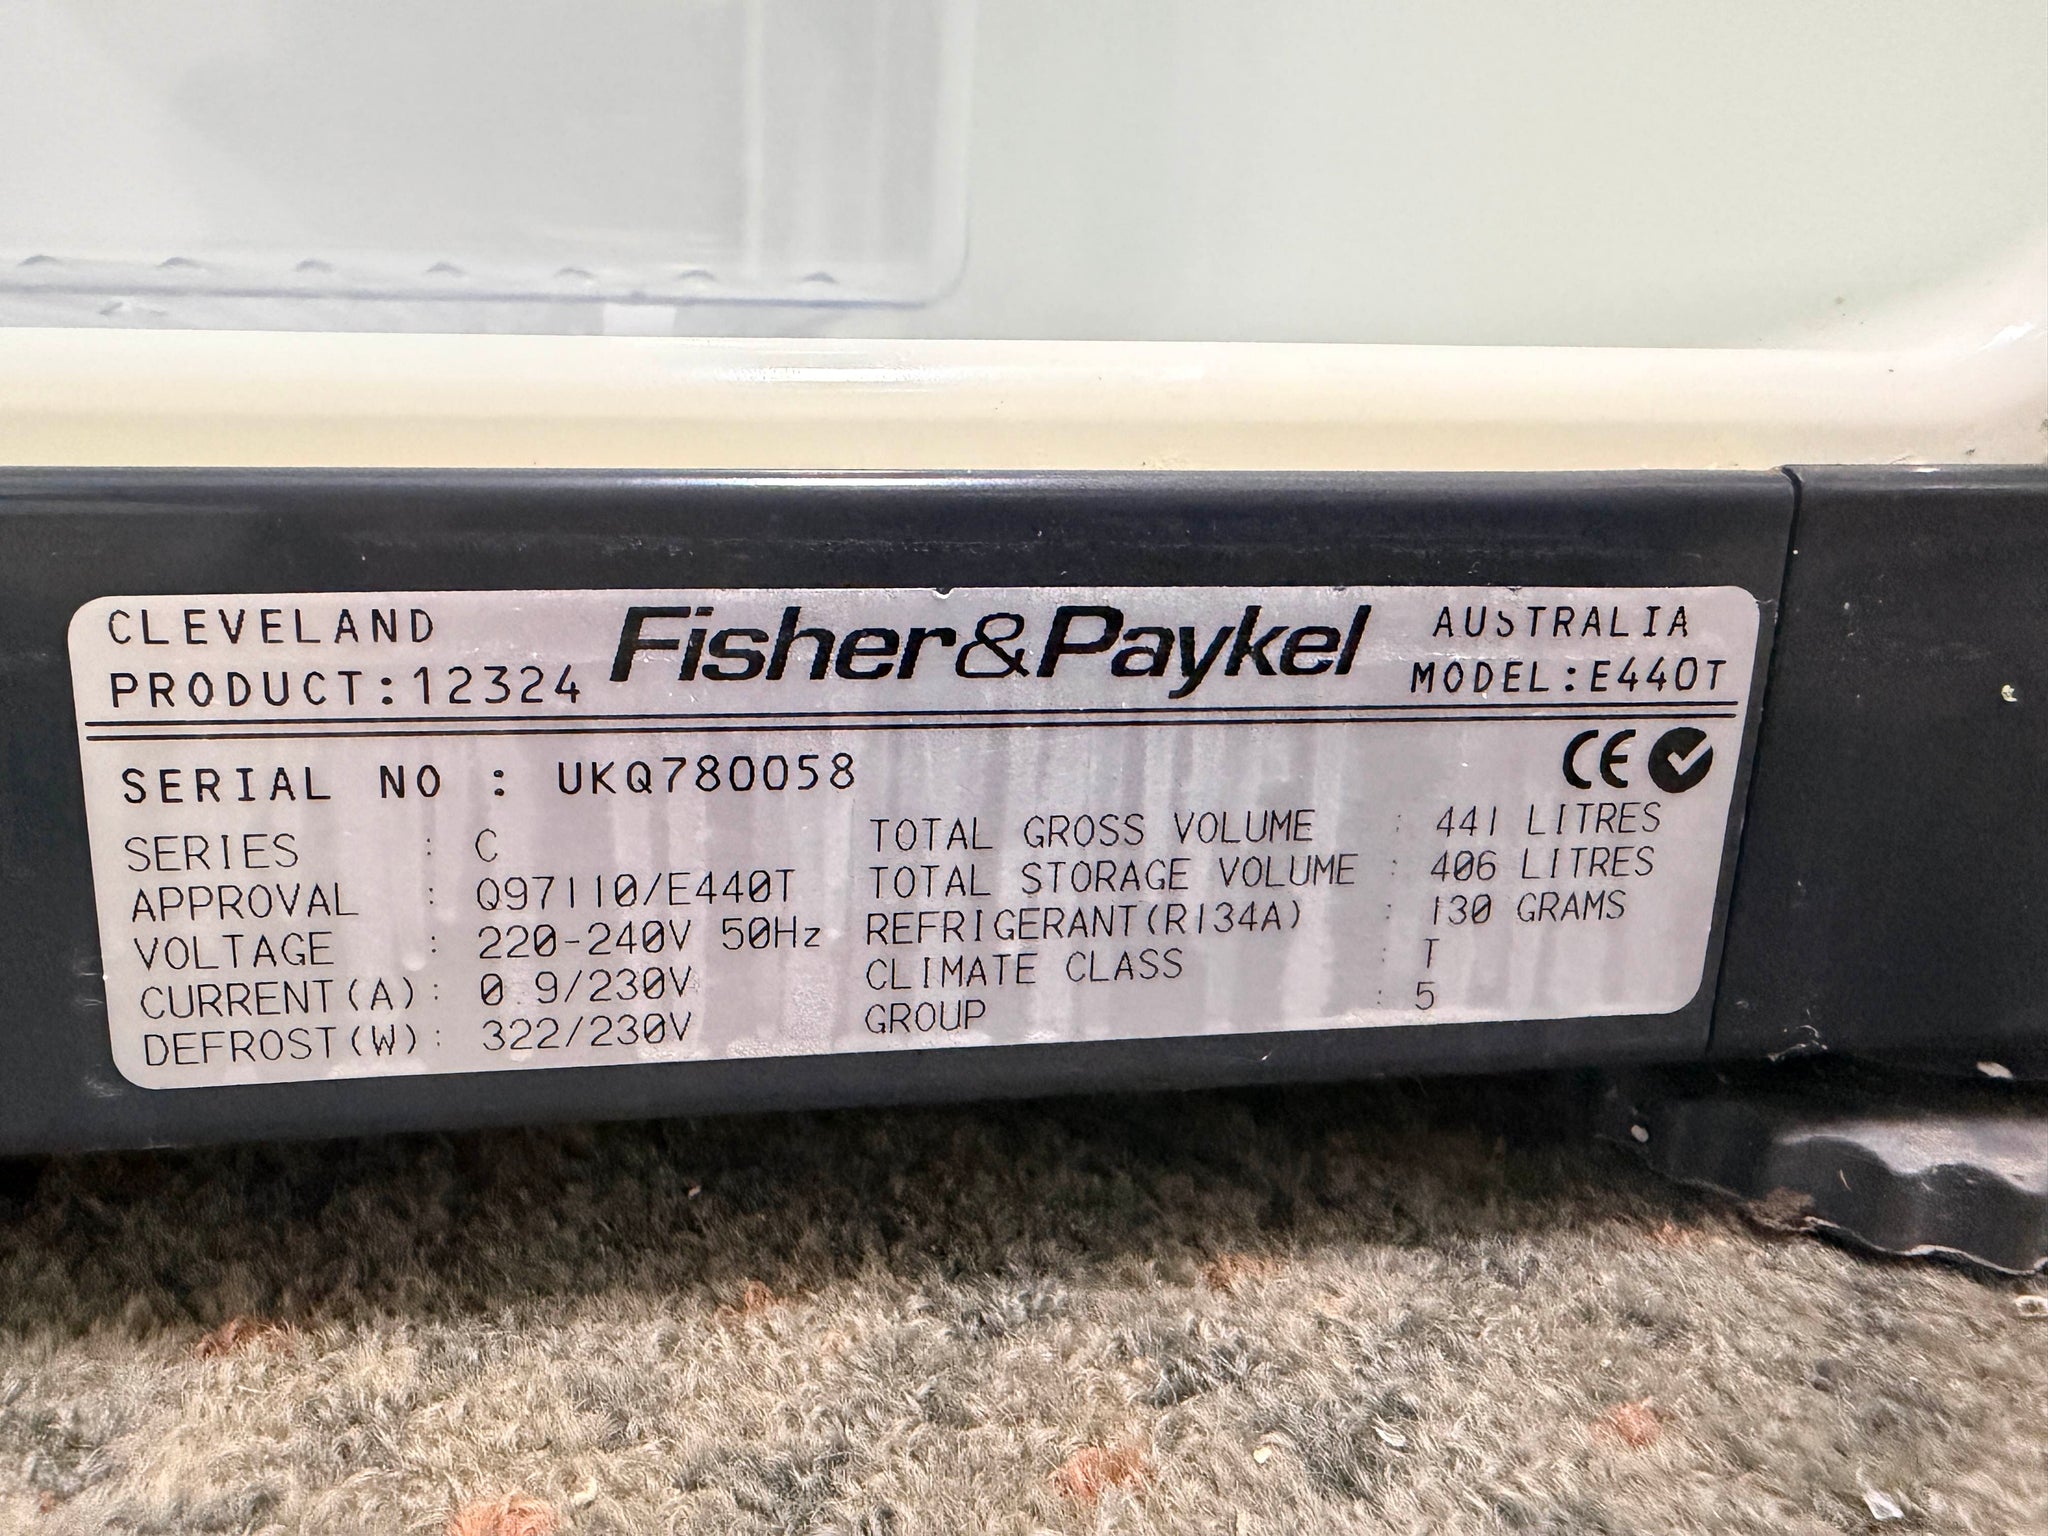 CLEVELAND Fisher&Paykel AUSTRALIA
PRODUCT:12324 MODEL:E440T
SERIAL NO : UKQ780058 CE
SERIES : C
APPROVAL : Q97110/E440T
VOLTAGE : 220-240V 50Hz
CURRENT(A): 0.9/230V
DEFROST(W): 322/230V
TOTAL GROSS VOLUME : 441 LITRES
TOTAL STORAGE VOLUME : 406 LITRES
REFRIGERANT(R134A) : 130 GRAMS
CLIMATE CLASS : T
GROUP : 5